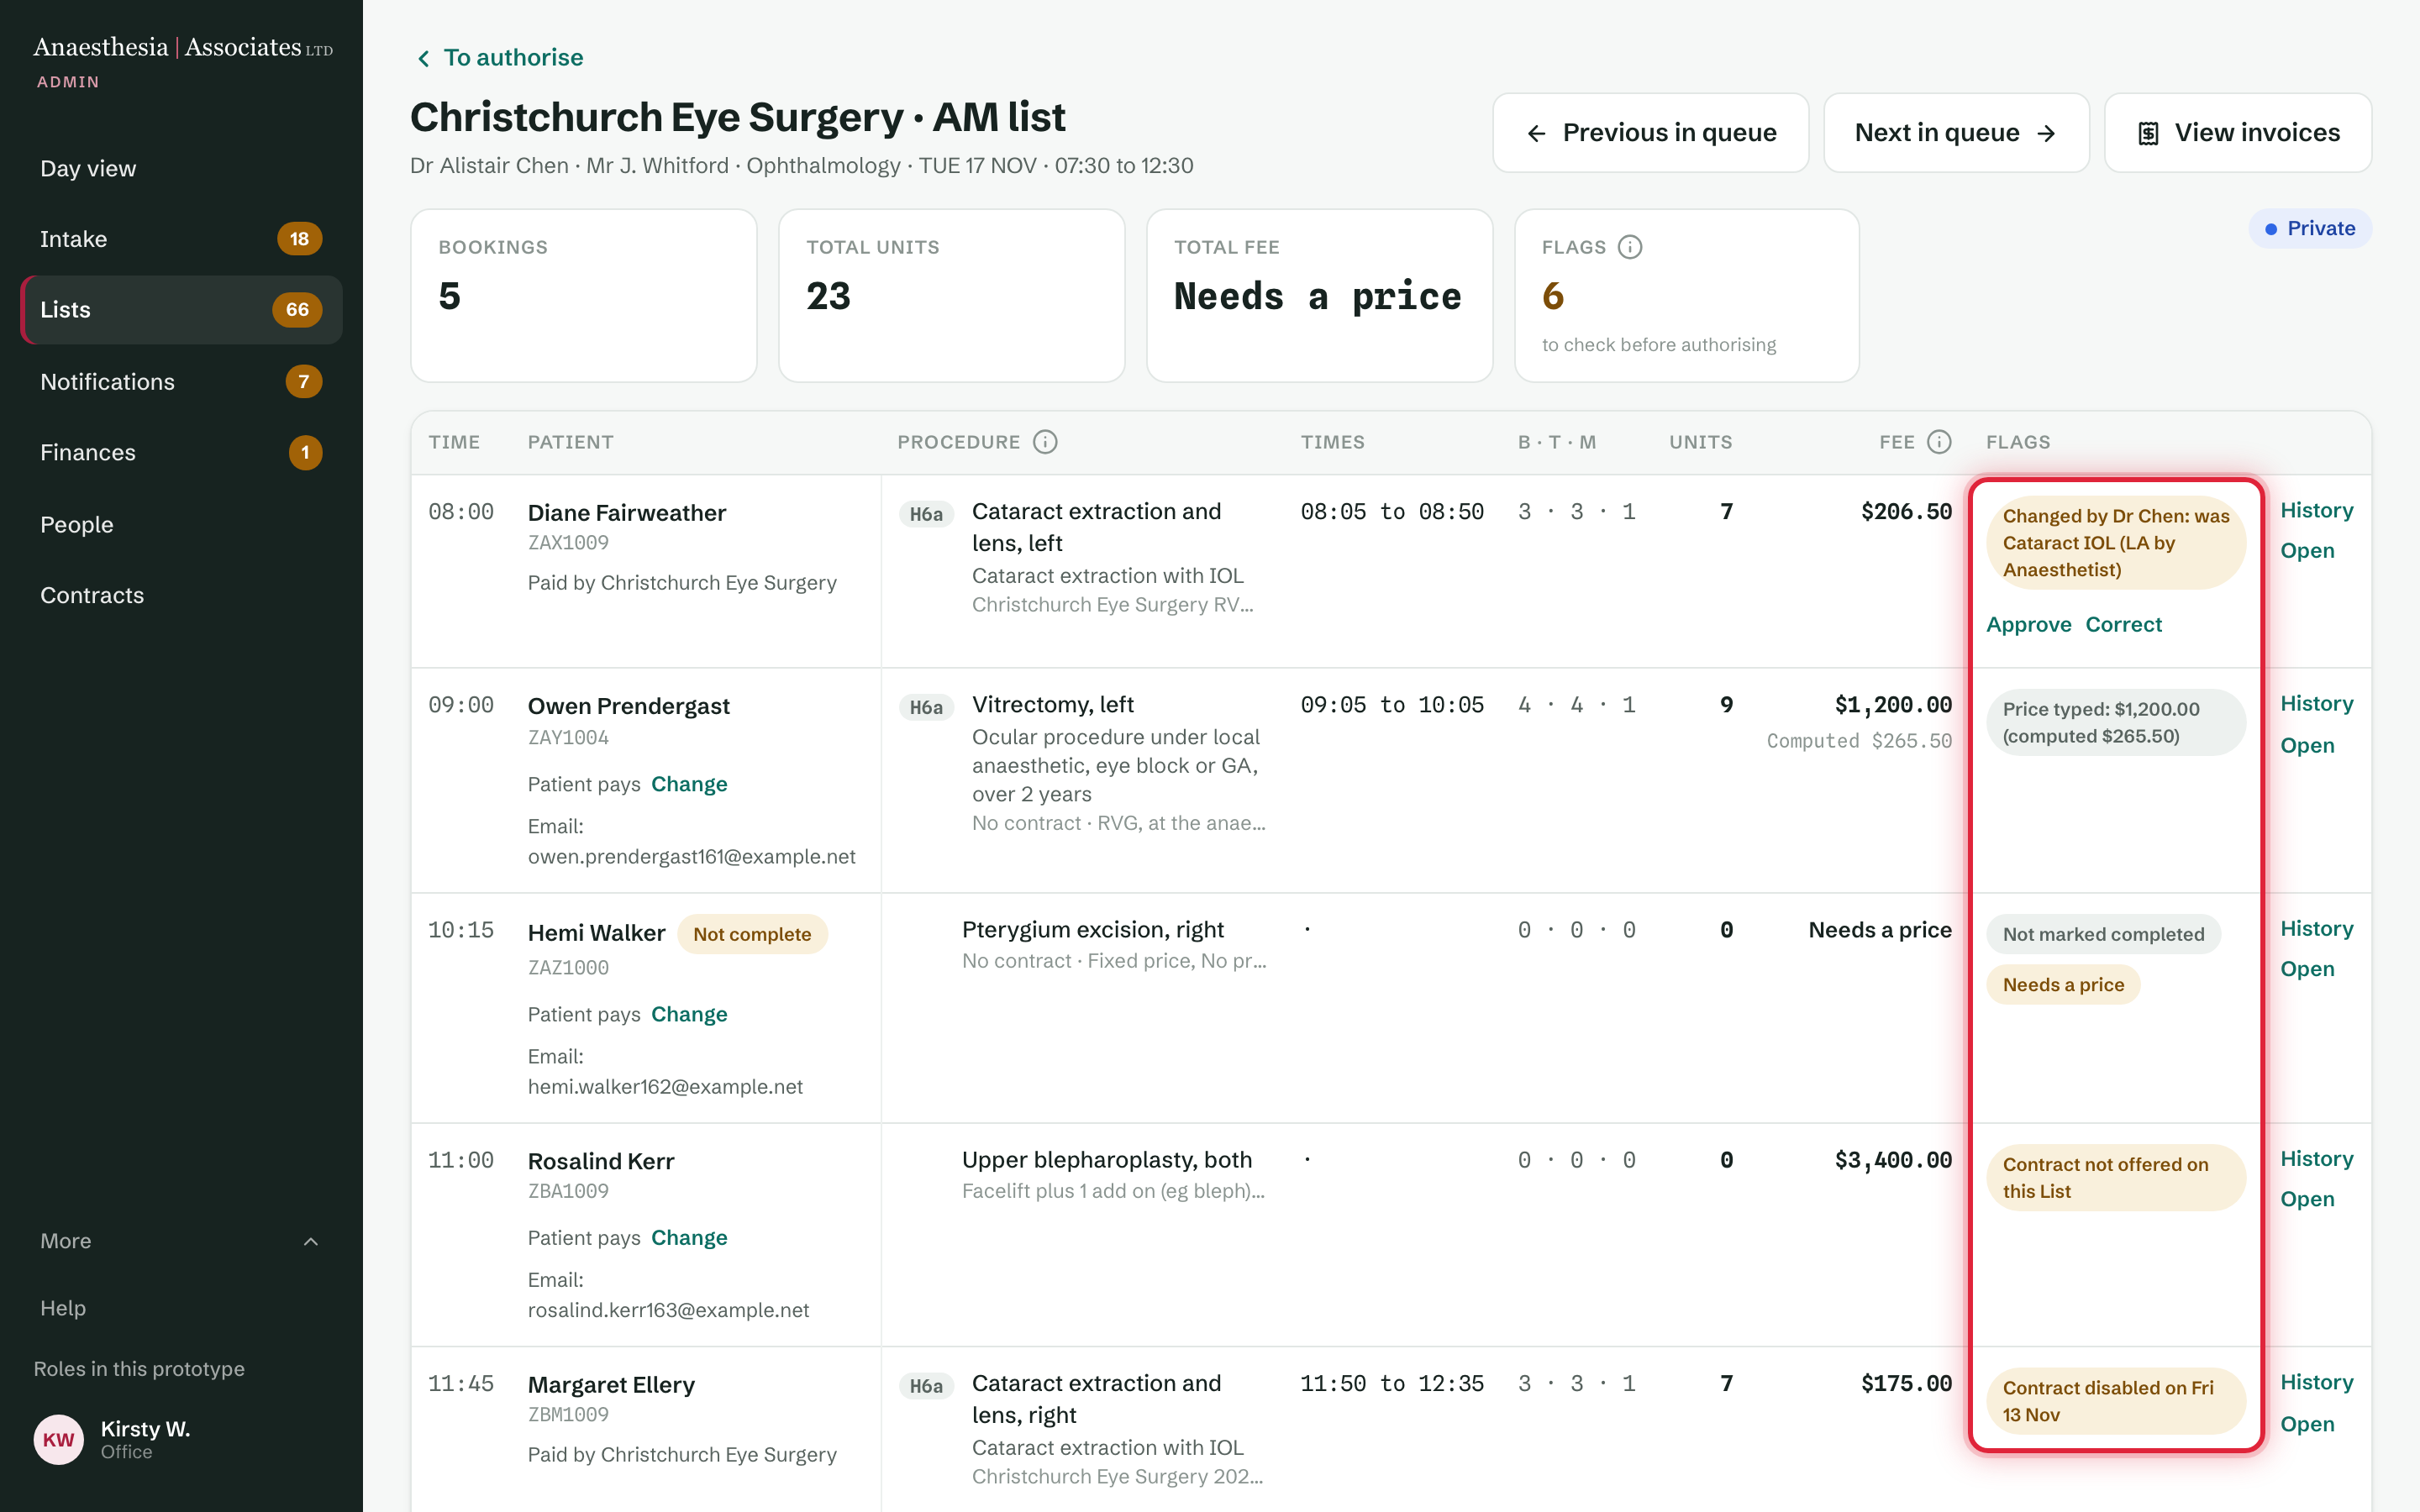 Anaesthesia | Associates LTD
ADMIN
Day view
Intake 18
Lists 66
Notifications 7
Finances 1
People
Contracts
More
Help
Roles in this prototype
KW
Kirsty W.
Office
To authorise
Christchurch Eye Surgery · AM list
Dr Alistair Chen · Mr J. Whitford · Ophthalmology · TUE 17 NOV · 07:30 to 12:30
← Previous in queue
Next in queue →
View invoices
BOOKINGS
5
TOTAL UNITS
23
TOTAL FEE
Needs a price
FLAGS
6
to check before authorising
Private
TIME PATIENT PROCEDURE TIMES B · T · M UNITS FEE FLAGS
08:00
Diane Fairweather
ZAX1009
Paid by Christchurch Eye Surgery
H6a
Cataract extraction and
lens, left
Cataract extraction with IOL
Christchurch Eye Surgery RV...
08:05 to 08:50
3 · 3 · 1
7
$206.50
Changed by Dr Chen: was
Cataract IOL (LA by
Anaesthetist)
Approve Correct
History
Open
09:00
Owen Prendergast
ZAY1004
Patient pays Change
Email:
owen.prendergast161@example.net
H6a
Vitrectomy, left
Ocular procedure under local
anaesthetic, eye block or GA,
over 2 years
No contract · RVG, at the anae...
09:05 to 10:05
4 · 4 · 1
9
$1,200.00
Computed $265.50
Price typed: $1,200.00
(computed $265.50)
History
Open
10:15
Hemi Walker Not complete
ZAZ1000
Patient pays Change
Email:
hemi.walker162@example.net
Pterygium excision, right
No contract · Fixed price, No pr...
·
0 · 0 · 0
0
Needs a price
Not marked completed
Needs a price
History
Open
11:00
Rosalind Kerr
ZBA1009
Patient pays Change
Email:
rosalind.kerr163@example.net
Upper blepharoplasty, both
Facelift plus 1 add on (eg bleph)...
·
0 · 0 · 0
0
$3,400.00
Contract not offered on
this List
History
Open
11:45
Margaret Ellery
ZBM1009
Paid by Christchurch Eye Surgery
H6a
Cataract extraction and
lens, right
Cataract extraction with IOL
Christchurch Eye Surgery 202...
11:50 to 12:35
3 · 3 · 1
7
$175.00
Contract disabled on Fri
13 Nov
History
Open